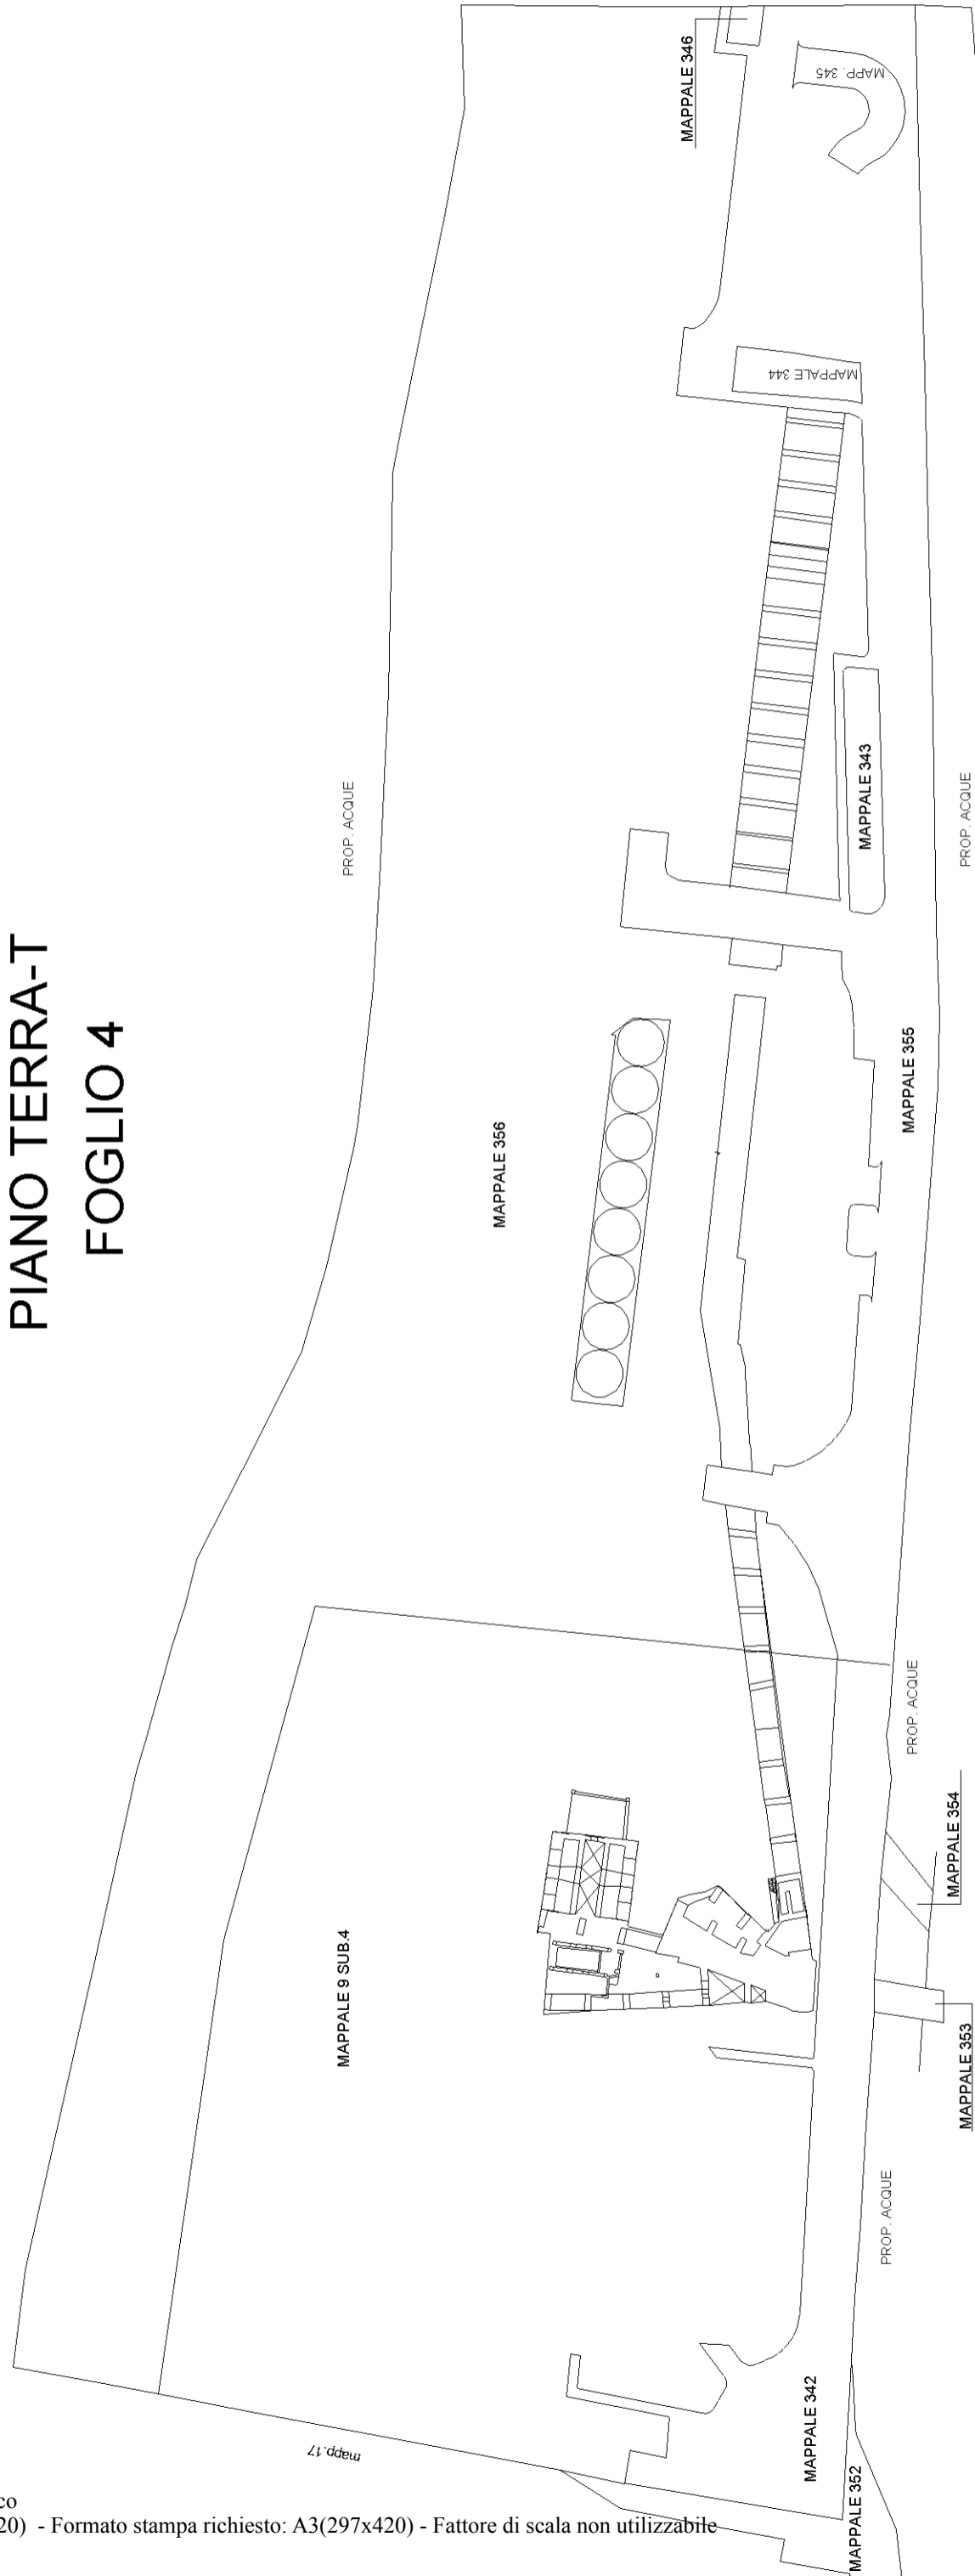 PIANO TERRA-T
FOGLIO 4
MAPPALE 346
MAPP. 345
MAPPALE 344
PROP. ACQUE
MAPPALE 343
PROP. ACQUE
MAPPALE 356
MAPPALE 355
PROP. ACQUE
MAPPALE 354
MAPPALE 9 SUB.4
MAPPALE 353
PROP. ACQUE
mapp.17
MAPPALE 342
MAPPALE 352
co
20) - Formato stampa richiesto: A3(297x420) - Fattore di scala non utilizzabile